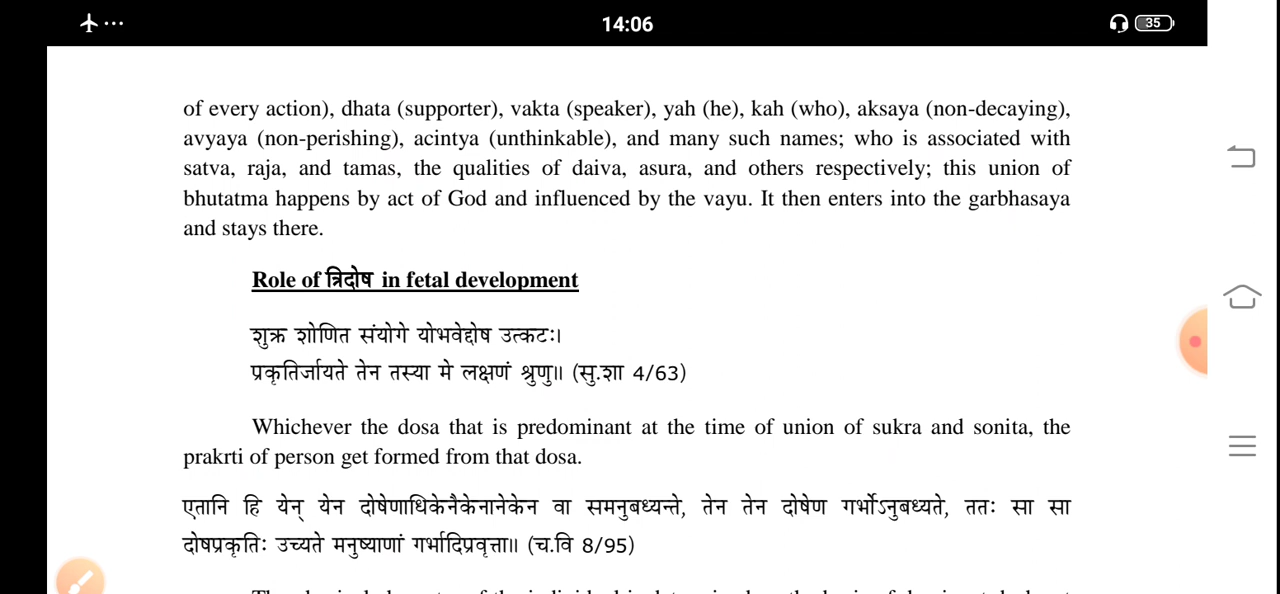 14:06
35
of every action), dhata (supporter), vakta (speaker), yah (he), kah (who), aksaya (non-decaying),
avyaya (non-perishing), acintya (unthinkable), and many such names; who is associated with
satva, raja, and tamas, the qualities of daiva, asura, and others respectively; this union of
bhutatma happens by act of God and influenced by the vayu. It then enters into the garbhasaya
and stays there.
Role of त्रिदोष in fetal development
शुक्र शोणित संयोगे योभवेद्दोष उत्कटः।
प्रकृतिर्जायते तेन तस्या मे लक्षणं श्रुणु॥ (सु.शा 4/63)
Whichever the dosa that is predominant at the time of union of sukra and sonita, the
prakrti of person get formed from that dosa.
एतानि हि येन् येन दोषेणाधिकेनैकेनानेकेन वा समनुबध्यन्ते, तेन तेन दोषेण गर्भोऽनुबध्यते, ततः सा सा
दोषप्रकृतिः उच्यते मनुष्याणां गर्भादिप्रवृत्ता॥ (च.वि 8/95)